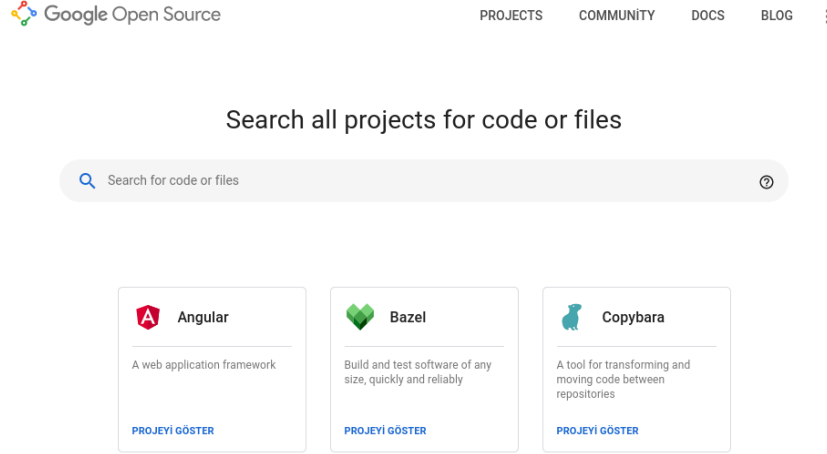 Google Open Source
PROJECTS COMMUNİTY DOCS BLOG
Search all projects for code or files
Search for code or files
Angular
A web application framework
PROJEYİ GÖSTER
Bazel
Build and test software of any
size, quickly and reliably
PROJEYİ GÖSTER
Copybara
A tool for transforming and
moving code between
repositories
PROJEYİ GÖSTER